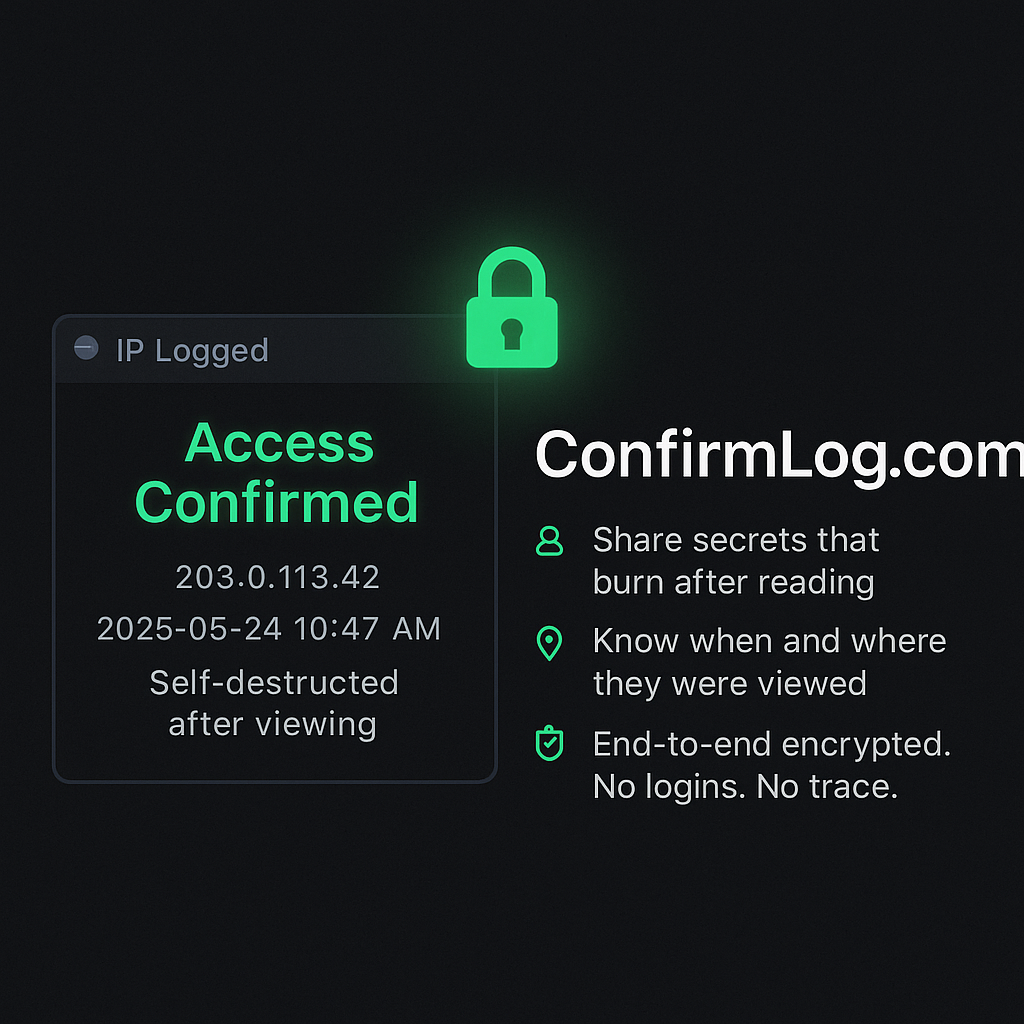 IP Logged
Access
Confirmed
203.0.113.42
2025-05-24 10:47 AM
Self-destructed
after viewing
ConfirmLog.com
Share secrets that
burn after reading
Know when and where
they were viewed
End-to-end encrypted.
No logins. No trace.